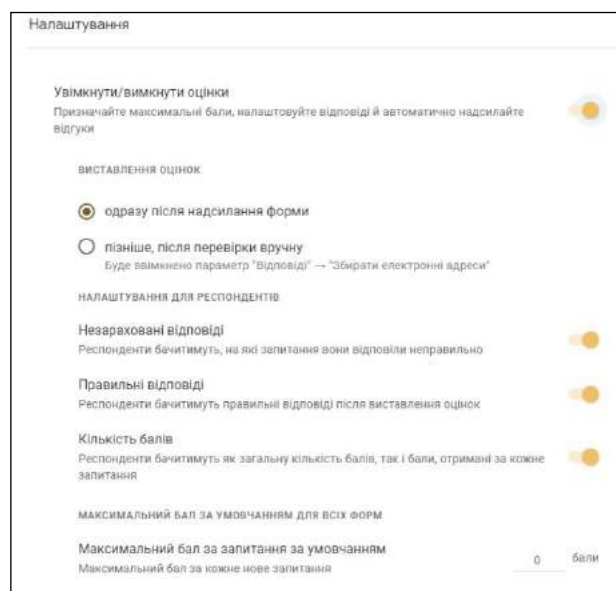 Налаштування
Увімкнути/вимкнути оцінки
Призначайте максимальні бали, налаштовуйте відповіді й автоматично надсилайте
відгуки
ВИСТАВЛЕННЯ ОЦІНОК
одразу після надсилання форми
пізніше, після перевірки вручну
Буде ввімкнено параметр "Відповіді" → "Збирати електронні адреси"
НАЛАШТУВАННЯ ДЛЯ РЕСПОНДЕНТІВ
Незараховані відповіді
Респонденти бачитимуть, на які запитання вони відповіли неправильно
Правильні відповіді
Респонденти бачитимуть правильні відповіді після виставлення оцінок
Кількість балів
Респонденти бачитимуть як загальну кількість балів, так і бали, отримані за кожне
запитання
МАКСИМАЛЬНИЙ БАЛ ЗА УМОВЧАННЯМ ДЛЯ ВСІХ ФОРМ
Максимальний бал за запитання за умовчанням
0 бали
Максимальний бал за кожне нове запитання